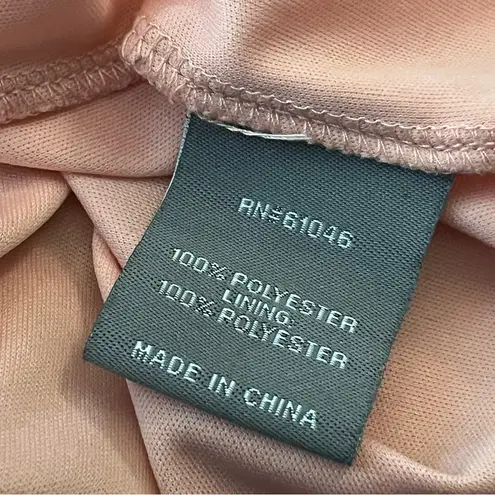 RN#61046
100% POLYESTER
LINING:
100% POLYESTER
MADE IN CHINA